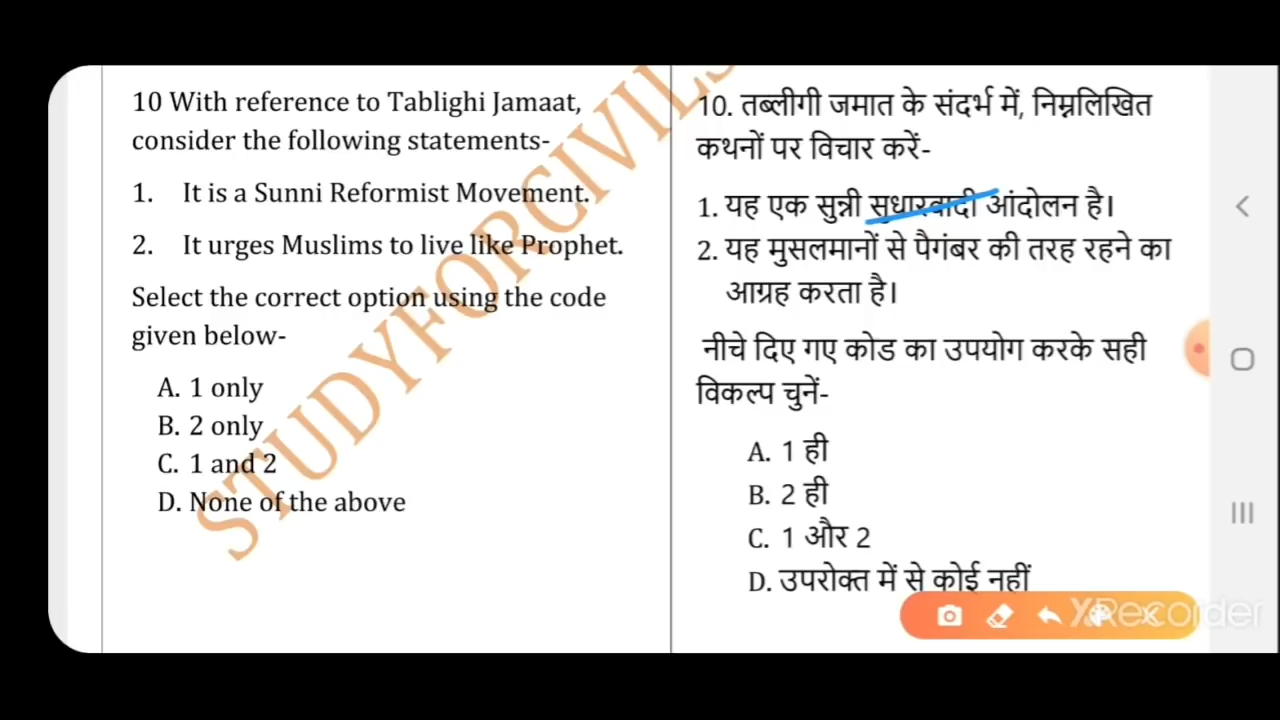 10 With reference to Tablighi Jamaat,
consider the following statements-
1. It is a Sunni Reformist Movement.
2. It urges Muslims to live like Prophet.
Select the correct option using the code
given below-
A. 1 only
B. 2 only
C. 1 and 2
D. None of the above
10. तब्लीगी जमात के संदर्भ में, निम्नलिखित
कथनों पर विचार करें-
1. यह एक सुन्नी सुधारवादी आंदोलन है।
2. यह मुसलमानों से पैगंबर की तरह रहने का
आग्रह करता है।
नीचे दिए गए कोड का उपयोग करके सही
विकल्प चुनें-
A. 1 ही
B. 2 ही
C. 1 और 2
D. उपरोक्त में से कोई नहीं
STUDYFORCIVILS
XRecorder